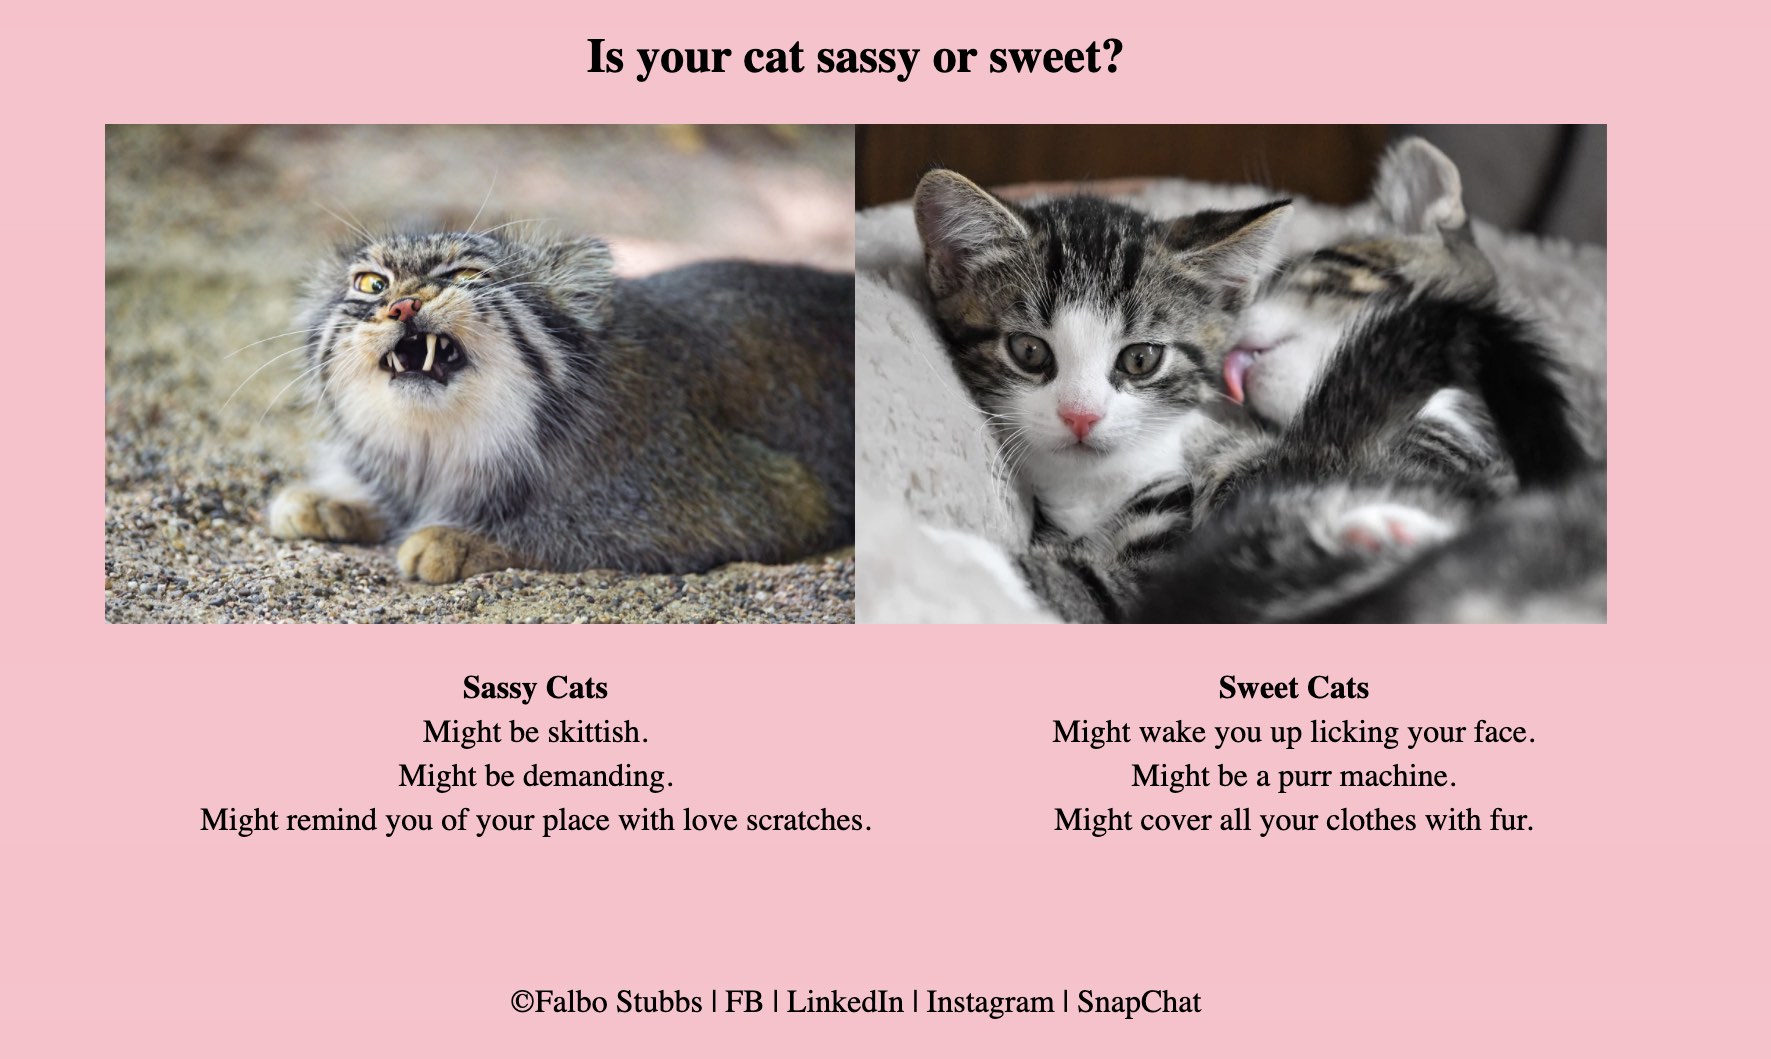 Is your cat sassy or sweet?
Sassy Cats
Might be skittish.
Might be demanding.
Might remind you of your place with love scratches.
Sweet Cats
Might wake you up licking your face.
Might be a purr machine.
Might cover all your clothes with fur.
©Falbo Stubbs | FB | LinkedIn | Instagram | SnapChat